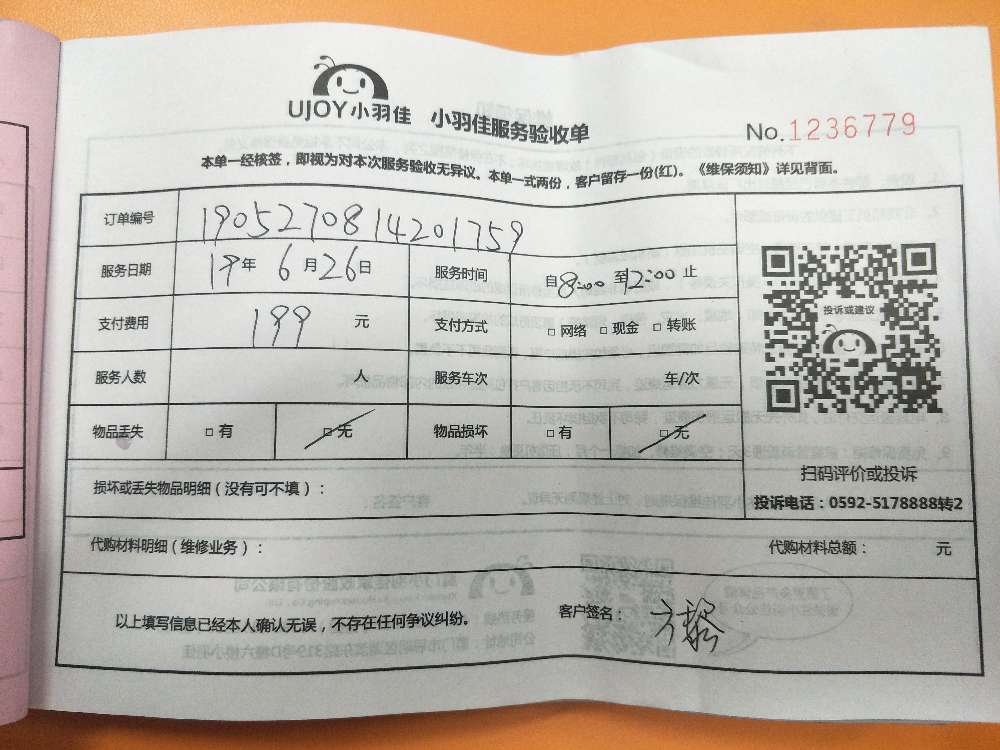 UJOY小羽佳 小羽佳服务验收单
No.1236779
本单一经核签，即视为对本次服务验收无异议。本单一式两份，客户留存一份(红)。《维保须知》详见背面。
订单编号 1905270814201759
服务日期 19年6月26日 服务时间 自8:00至12:00止
支付费用 199 元 支付方式 □网络 □现金 □转账
投诉或建议
服务人数 人 服务车次 车/次
物品丢失 □有 □无 物品损坏 □有 □无
扫码评价或投诉
投诉电话：0592-5178888转2
损坏或丢失物品明细（没有可不填）：
代购材料明细（维修业务）： 代购材料总额： 元
以上填写信息已经本人确认无误，不存在任何争议纠纷。 客户签名：